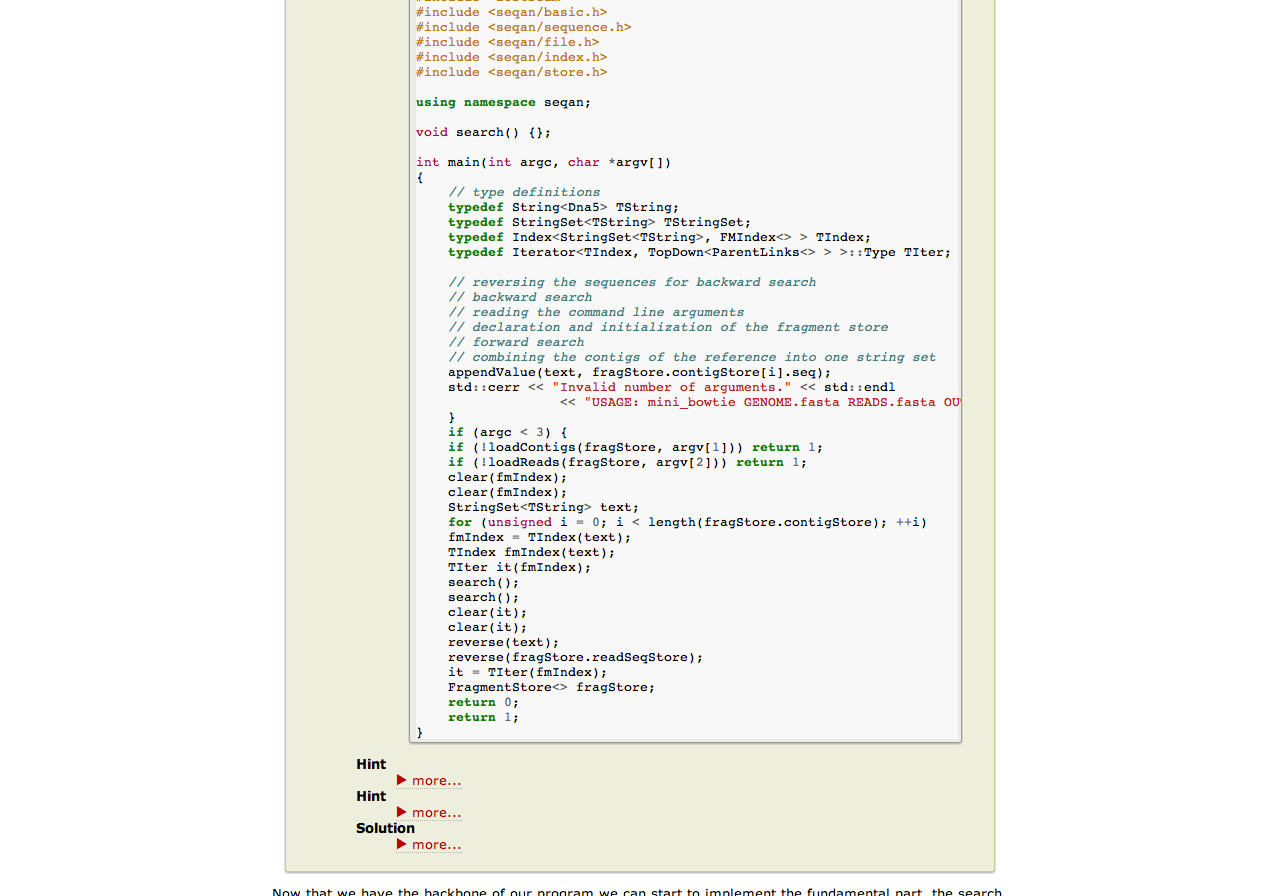 #include <seqan/basic.h>
#include <seqan/sequence.h>
#include <seqan/file.h>
#include <seqan/index.h>
#include <seqan/store.h>
using namespace seqan;
void search() {};
int main(int argc, char *argv[])
{
// type definitions
typedef String<Dna5> TString;
typedef StringSet<TString> TStringSet;
typedef Index<StringSet<TString>, FMIndex<> > TIndex;
typedef Iterator<TIndex, TopDown<ParentLinks<> > >::Type TIter;
// reversing the sequences for backward search
// backward search
// reading the command line arguments
// declaration and initialization of the fragment store
// forward search
// combining the contigs of the reference into one string set
appendValue(text, fragStore.contigStore[i].seq);
std::cerr << "Invalid number of arguments." << std::endl
<< "USAGE: mini_bowtie GENOME.fasta READS.fasta
}
if (argc < 3) {
if (!loadContigs(fragStore, argv[1])) return 1;
if (!loadReads(fragStore, argv[2])) return 1;
clear(fmIndex);
clear(fmIndex);
StringSet<TString> text;
for (unsigned i = 0; i < length(fragStore.contigStore); ++i)
fmIndex = TIndex(text);
TIndex fmIndex(text);
TIter it(fmIndex);
search();
search();
clear(it);
clear(it);
reverse(text);
reverse(fragStore.readSeqStore);
it = TIter(fmIndex);
FragmentStore<> fragStore;
return 0;
return 1;
}
Hint
▶ more...
Hint
▶ more...
Solution
▶ more...
Now that we have the backbone of our program we can start to implement the fundamental part, the search